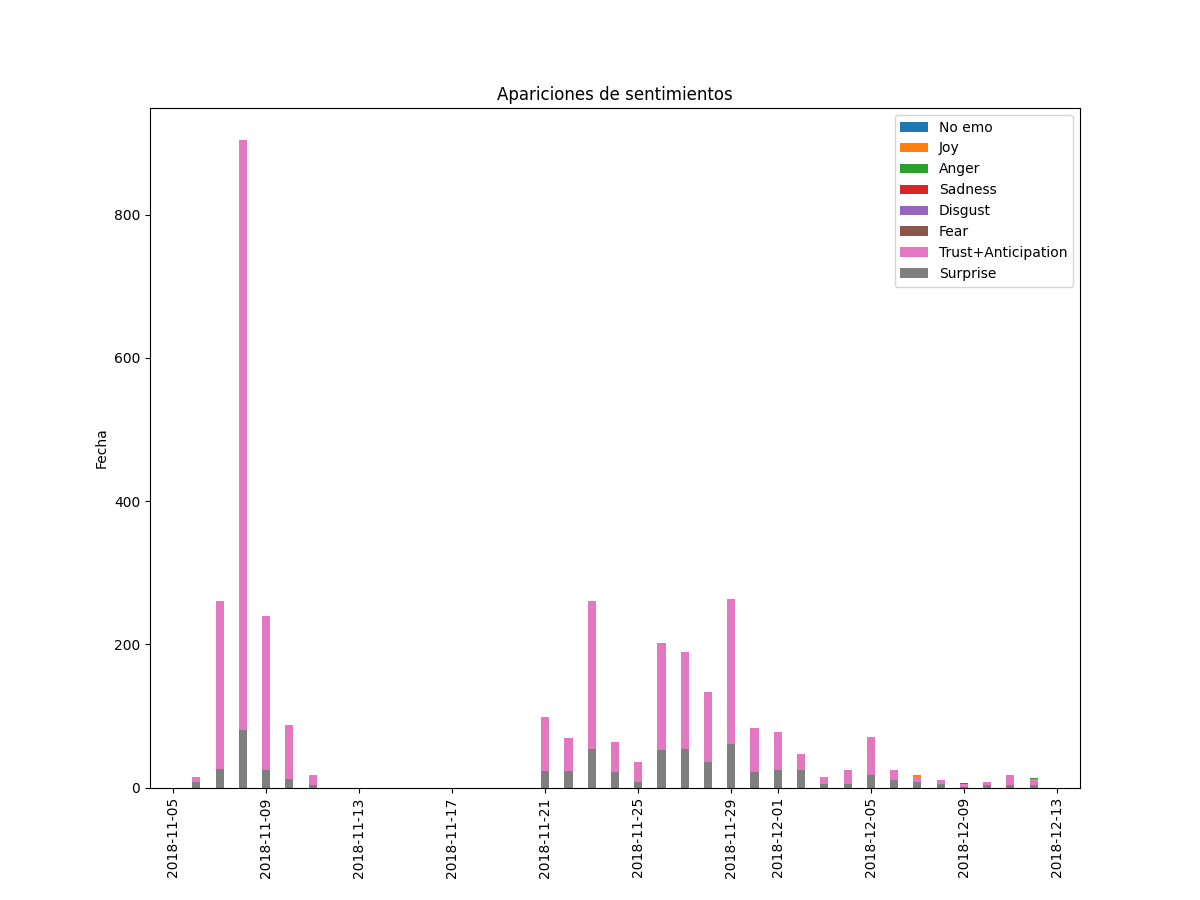 Apariciones de sentimientos
No emo
Joy
Anger
Sadness
Disgust
Fear
Trust+Anticipation
Surprise
Fecha
800
600
400
200
0
2018-11-05
2018-11-09
2018-11-13
2018-11-17
2018-11-21
2018-11-25
2018-11-29
2018-12-01
2018-12-05
2018-12-09
2018-12-13